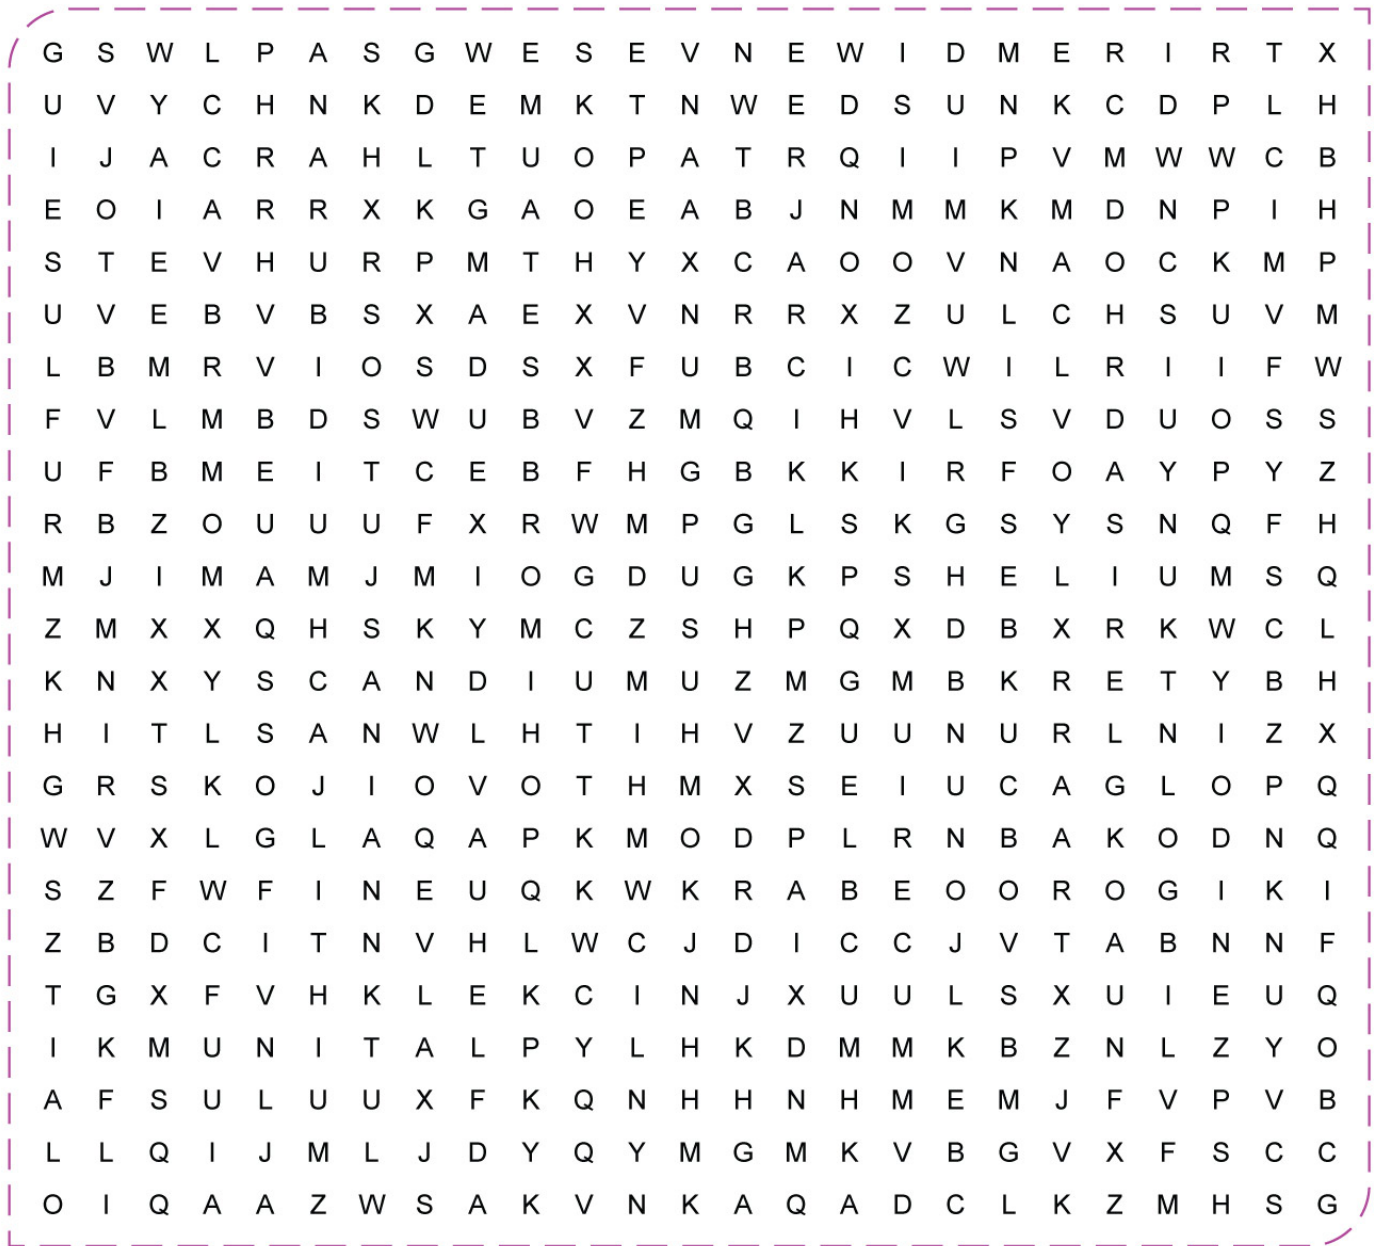 G S W L P A S G W E S E V N E W I D M E R I R T X
U V Y C H N K D E M K T N W E D S U N K C D P L H
I J A C R A H L T U O P A T R Q I I P V M W W C B
E O I A R R X K G A O E A B J N M M K M D N P I H
S T E V H U R P M T H Y X C A O O V N A O C K M P
U V E B V B S X A E X V N R R X Z U L C H S U V M
L B M R V I O S D S X F U B C I C W I L R I I F W
F V L M B D S W U B V Z M Q I H V L S V D U O S S
U F B M E I T C E B F H G B K K I R F O A Y P Y Z
R B Z O U U U F X R W M P G L S K G S Y S N Q F H
M J I M A M J M I O G D U G K P S H E L I U M S Q
Z M X X Q H S K Y M C Z S H P Q X D B X R K W C L
K N X Y S C A N D I U M U Z M G M B K R E T Y B H
H I T L S A N W L H T I H V Z U U N U R L N I Z X
G R S K O J I O V O T H M X S E I U C A G L O P Q
W V X L G L A Q A P K M O D P L R N B A K O D N Q
S Z F W F I N E U Q K W K R A B E O O R O G I K I
Z B D C I T N V H L W C J D I C C J V T A B N N F
T G X F V H K L E K C I N J X U U L S X U I E U Q
I K M U N I T A L P Y L H K D M M K B Z N L Z Y O
A F S U L U U X F K Q N H H N H M E M J F V P V B
L L Q I J M L J D Y Q Y M G M K V B G V X F S C C
O I Q A A Z W S A K V N K A Q A D C L K Z M H S G